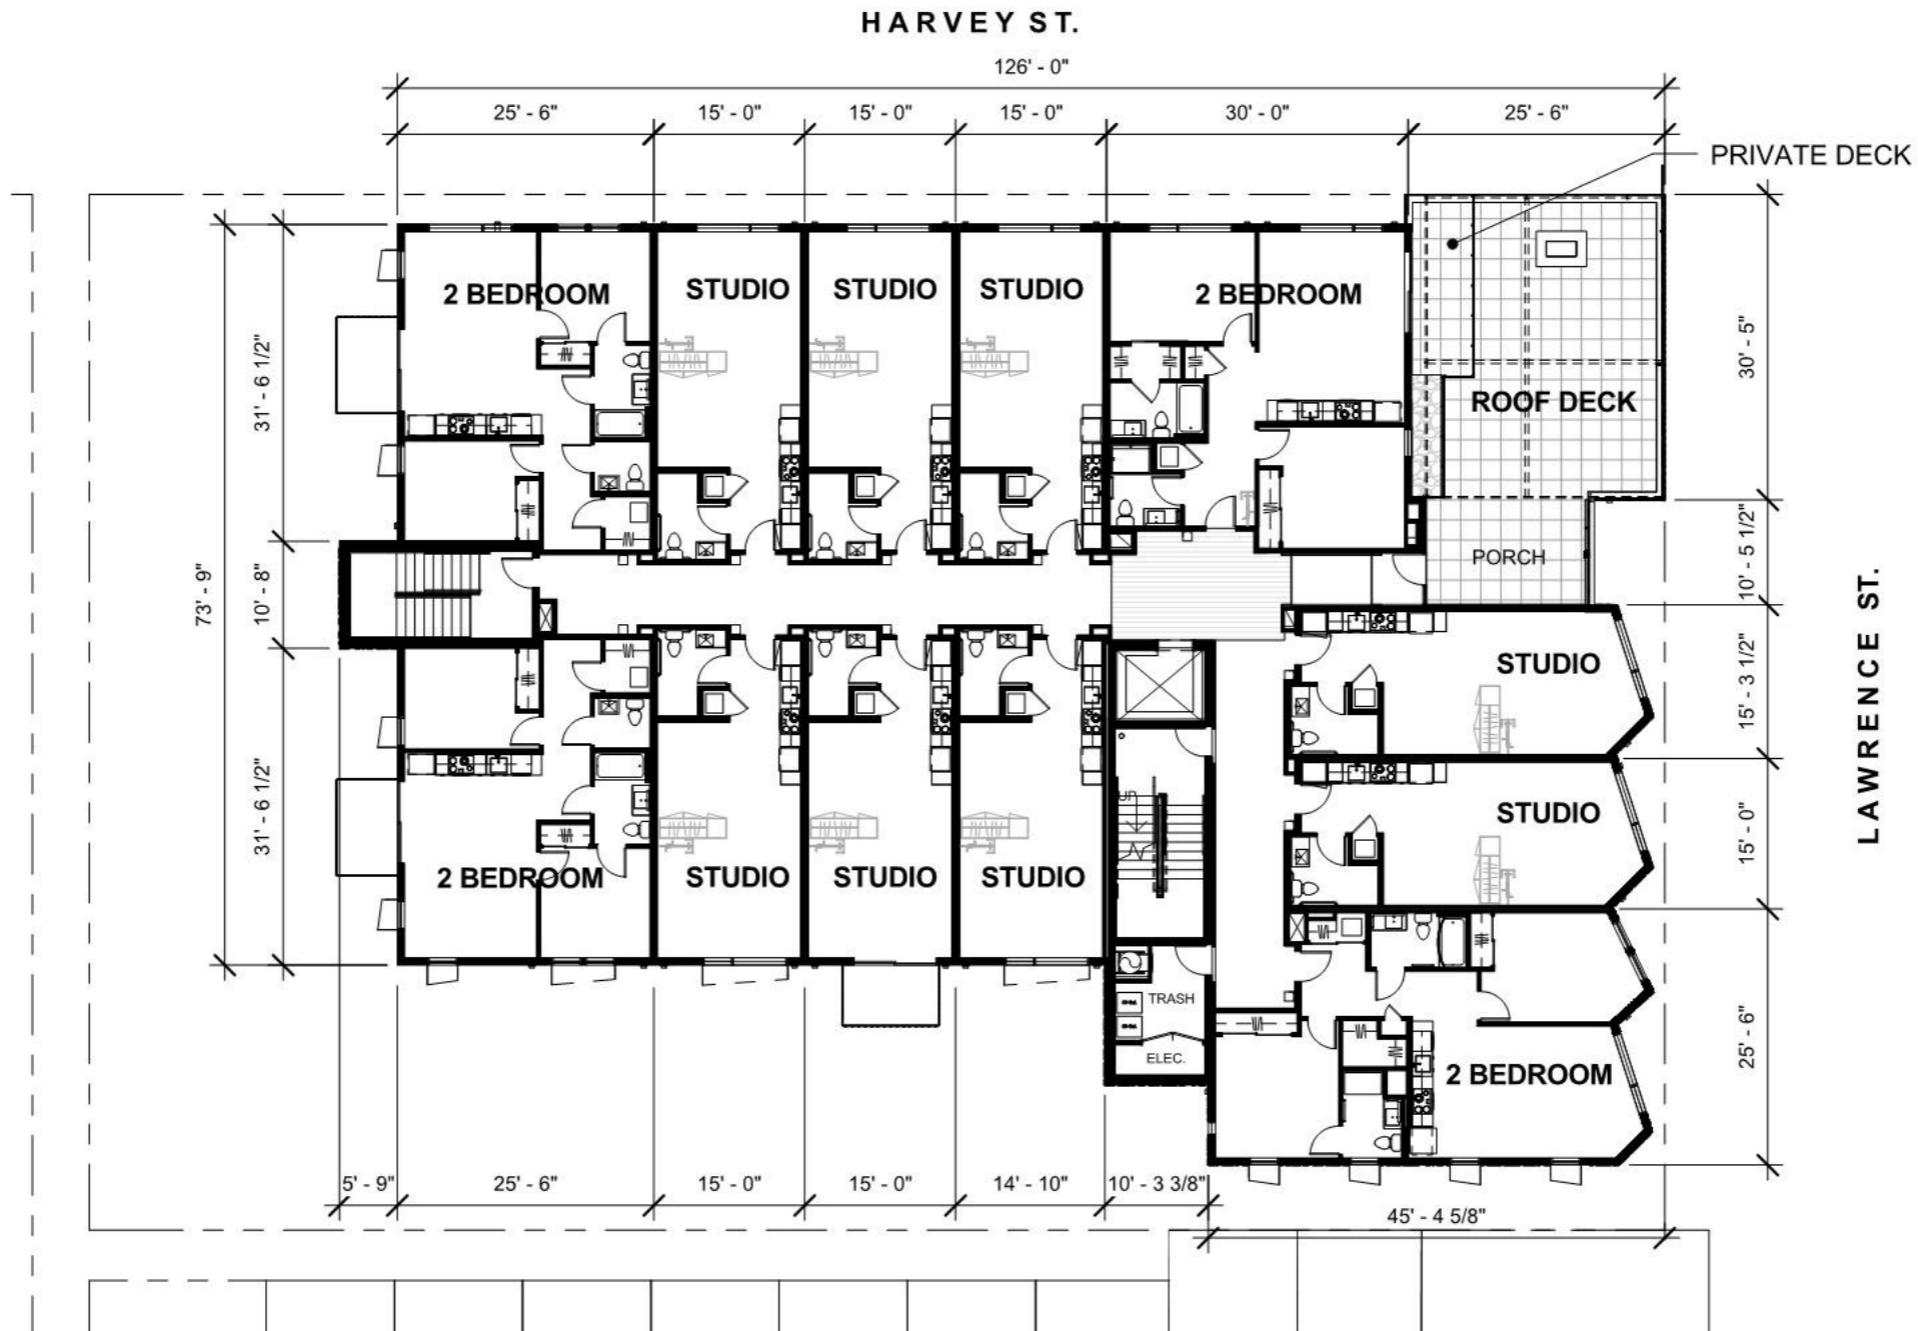 HARVEY ST.
126' - 0"
25' - 6"
15' - 0"
15' - 0"
15' - 0"
30' - 0"
25' - 6"
PRIVATE DECK
2 BEDROOM
STUDIO
STUDIO
STUDIO
2 BEDROOM
ROOF DECK
PORCH
31' - 6 1/2"
73' - 9"
10' - 8"
31' - 6 1/2"
30' - 5"
10' - 5 1/2"
15' - 3 1/2"
15' - 0"
25' - 6"
LAWRENCE ST.
STUDIO
STUDIO
UP
2 BEDROOM
STUDIO
STUDIO
STUDIO
TRASH
ELEC.
2 BEDROOM
5' - 9"
25' - 6"
15' - 0"
15' - 0"
14' - 10"
10' - 3 3/8"
45' - 4 5/8"